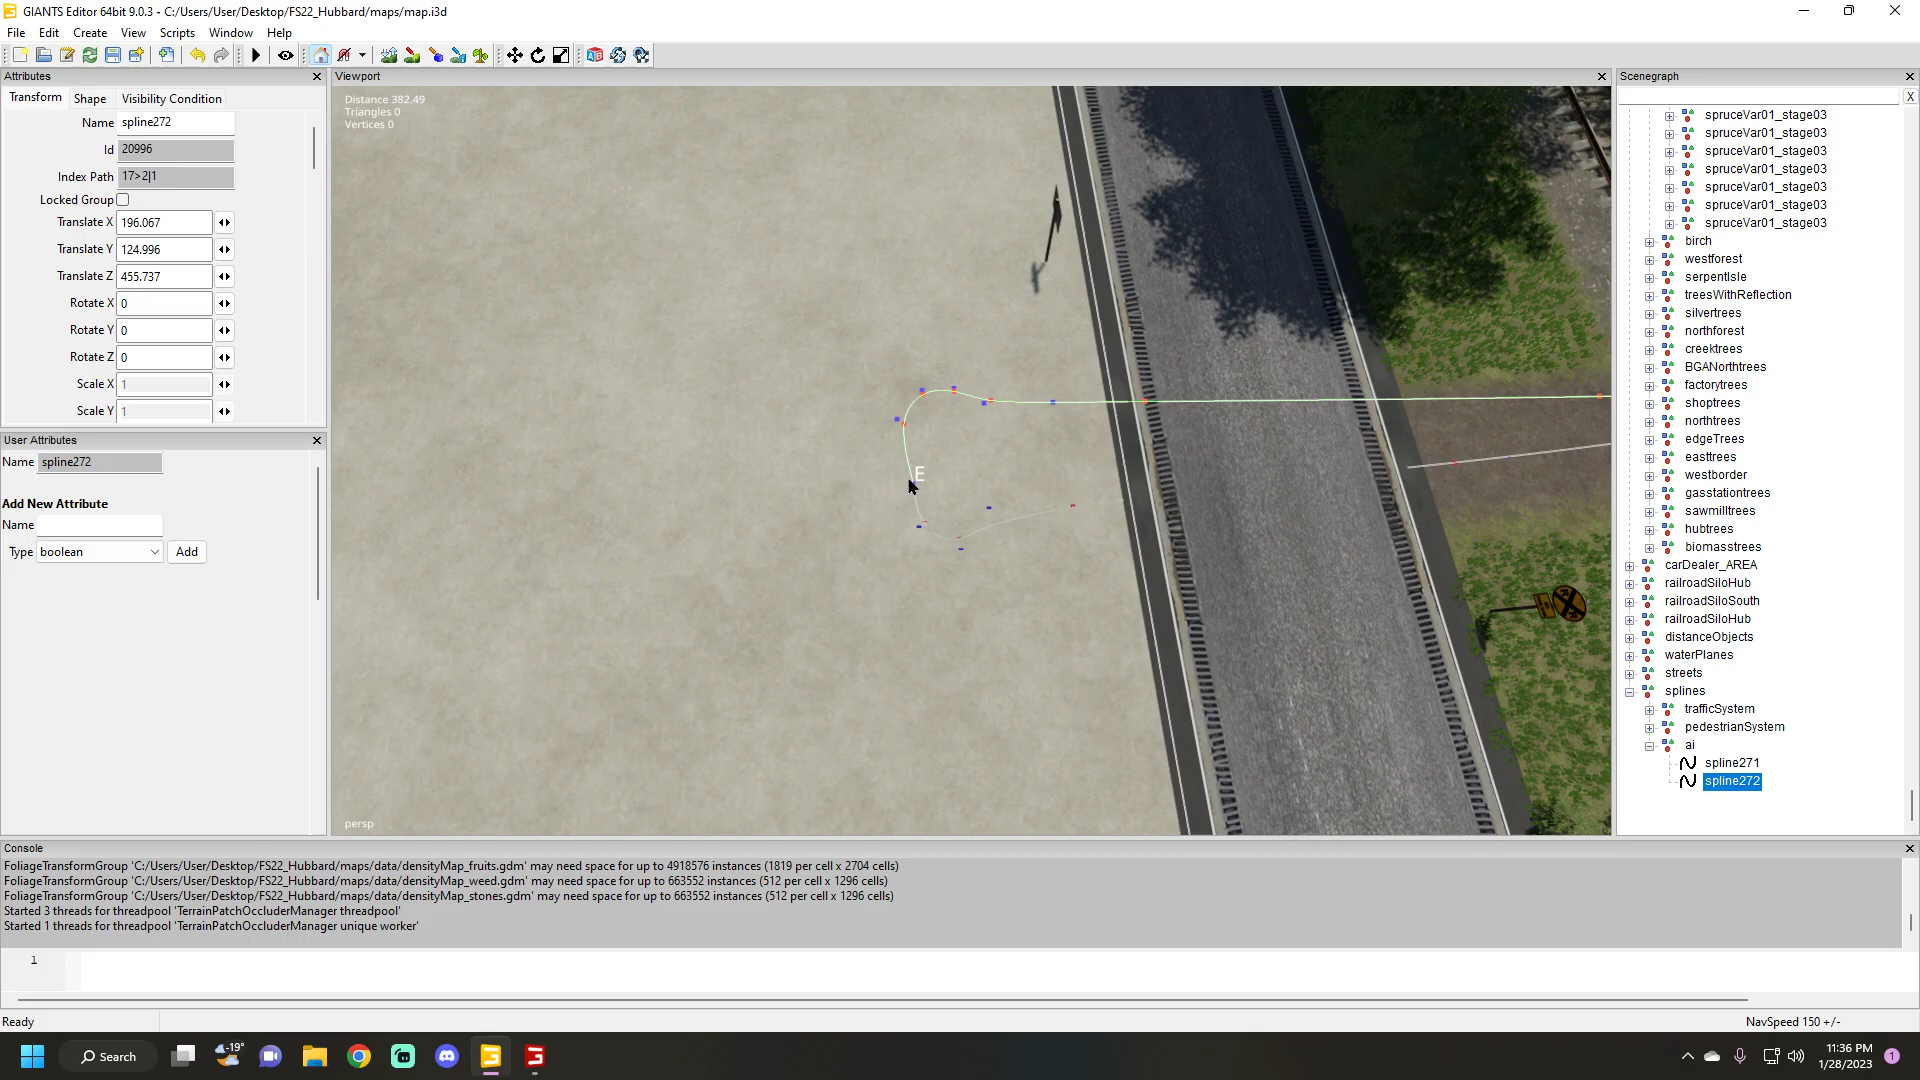 GIANTS Editor 64bit 9.0.3 - C:/Users/User/Desktop/FS22_Hubbard/maps/map.i3d
File Edit Create View Scripts Window Help
Attributes
Transform Shape Visibility Condition
Name spline272
Id 20996
Index Path 17>2|1
Locked Group
Translate X 196.067
Translate Y 124.996
Translate Z 455.737
Rotate X 0
Rotate Y 0
Rotate Z 0
Scale X 1
Scale Y 1
User Attributes
Name spline272
Add New Attribute
Name
Type boolean Add
Viewport
Distance 382.49
Triangles 0
Vertices 0
E
persp
Scenegraph
X
spruceVar01_stage03
spruceVar01_stage03
spruceVar01_stage03
spruceVar01_stage03
spruceVar01_stage03
spruceVar01_stage03
spruceVar01_stage03
birch
westforest
serpentIsle
treesWithReflection
silvertrees
northforest
creektrees
BGANorthtrees
factorytrees
shoptrees
northtrees
edgeTrees
easttrees
westborder
gasstationtrees
sawmilltrees
hubtrees
biomasstrees
carDealer_AREA
railroadSiloHub
railroadSiloSouth
railroadSiloHub
distanceObjects
waterPlanes
streets
splines
trafficSystem
pedestrianSystem
ai
spline271
spline272
Console
FoliageTransformGroup 'C:/Users/User/Desktop/FS22_Hubbard/maps/data/densityMap_fruits.gdm' may need space for up to 4918576 instances (1819 per cell x 2704 cells)
FoliageTransformGroup 'C:/Users/User/Desktop/FS22_Hubbard/maps/data/densityMap_weed.gdm' may need space for up to 663552 instances (512 per cell x 1296 cells)
FoliageTransformGroup 'C:/Users/User/Desktop/FS22_Hubbard/maps/data/densityMap_stones.gdm' may need space for up to 663552 instances (512 per cell x 1296 cells)
Started 3 threads for threadpool 'TerrainPatchOccluderManager threadpool'
Started 1 threads for threadpool 'TerrainPatchOccluderManager unique worker'
1
Ready
NavSpeed 150 +/-
Search
-19°
11:36 PM
1/28/2023
1